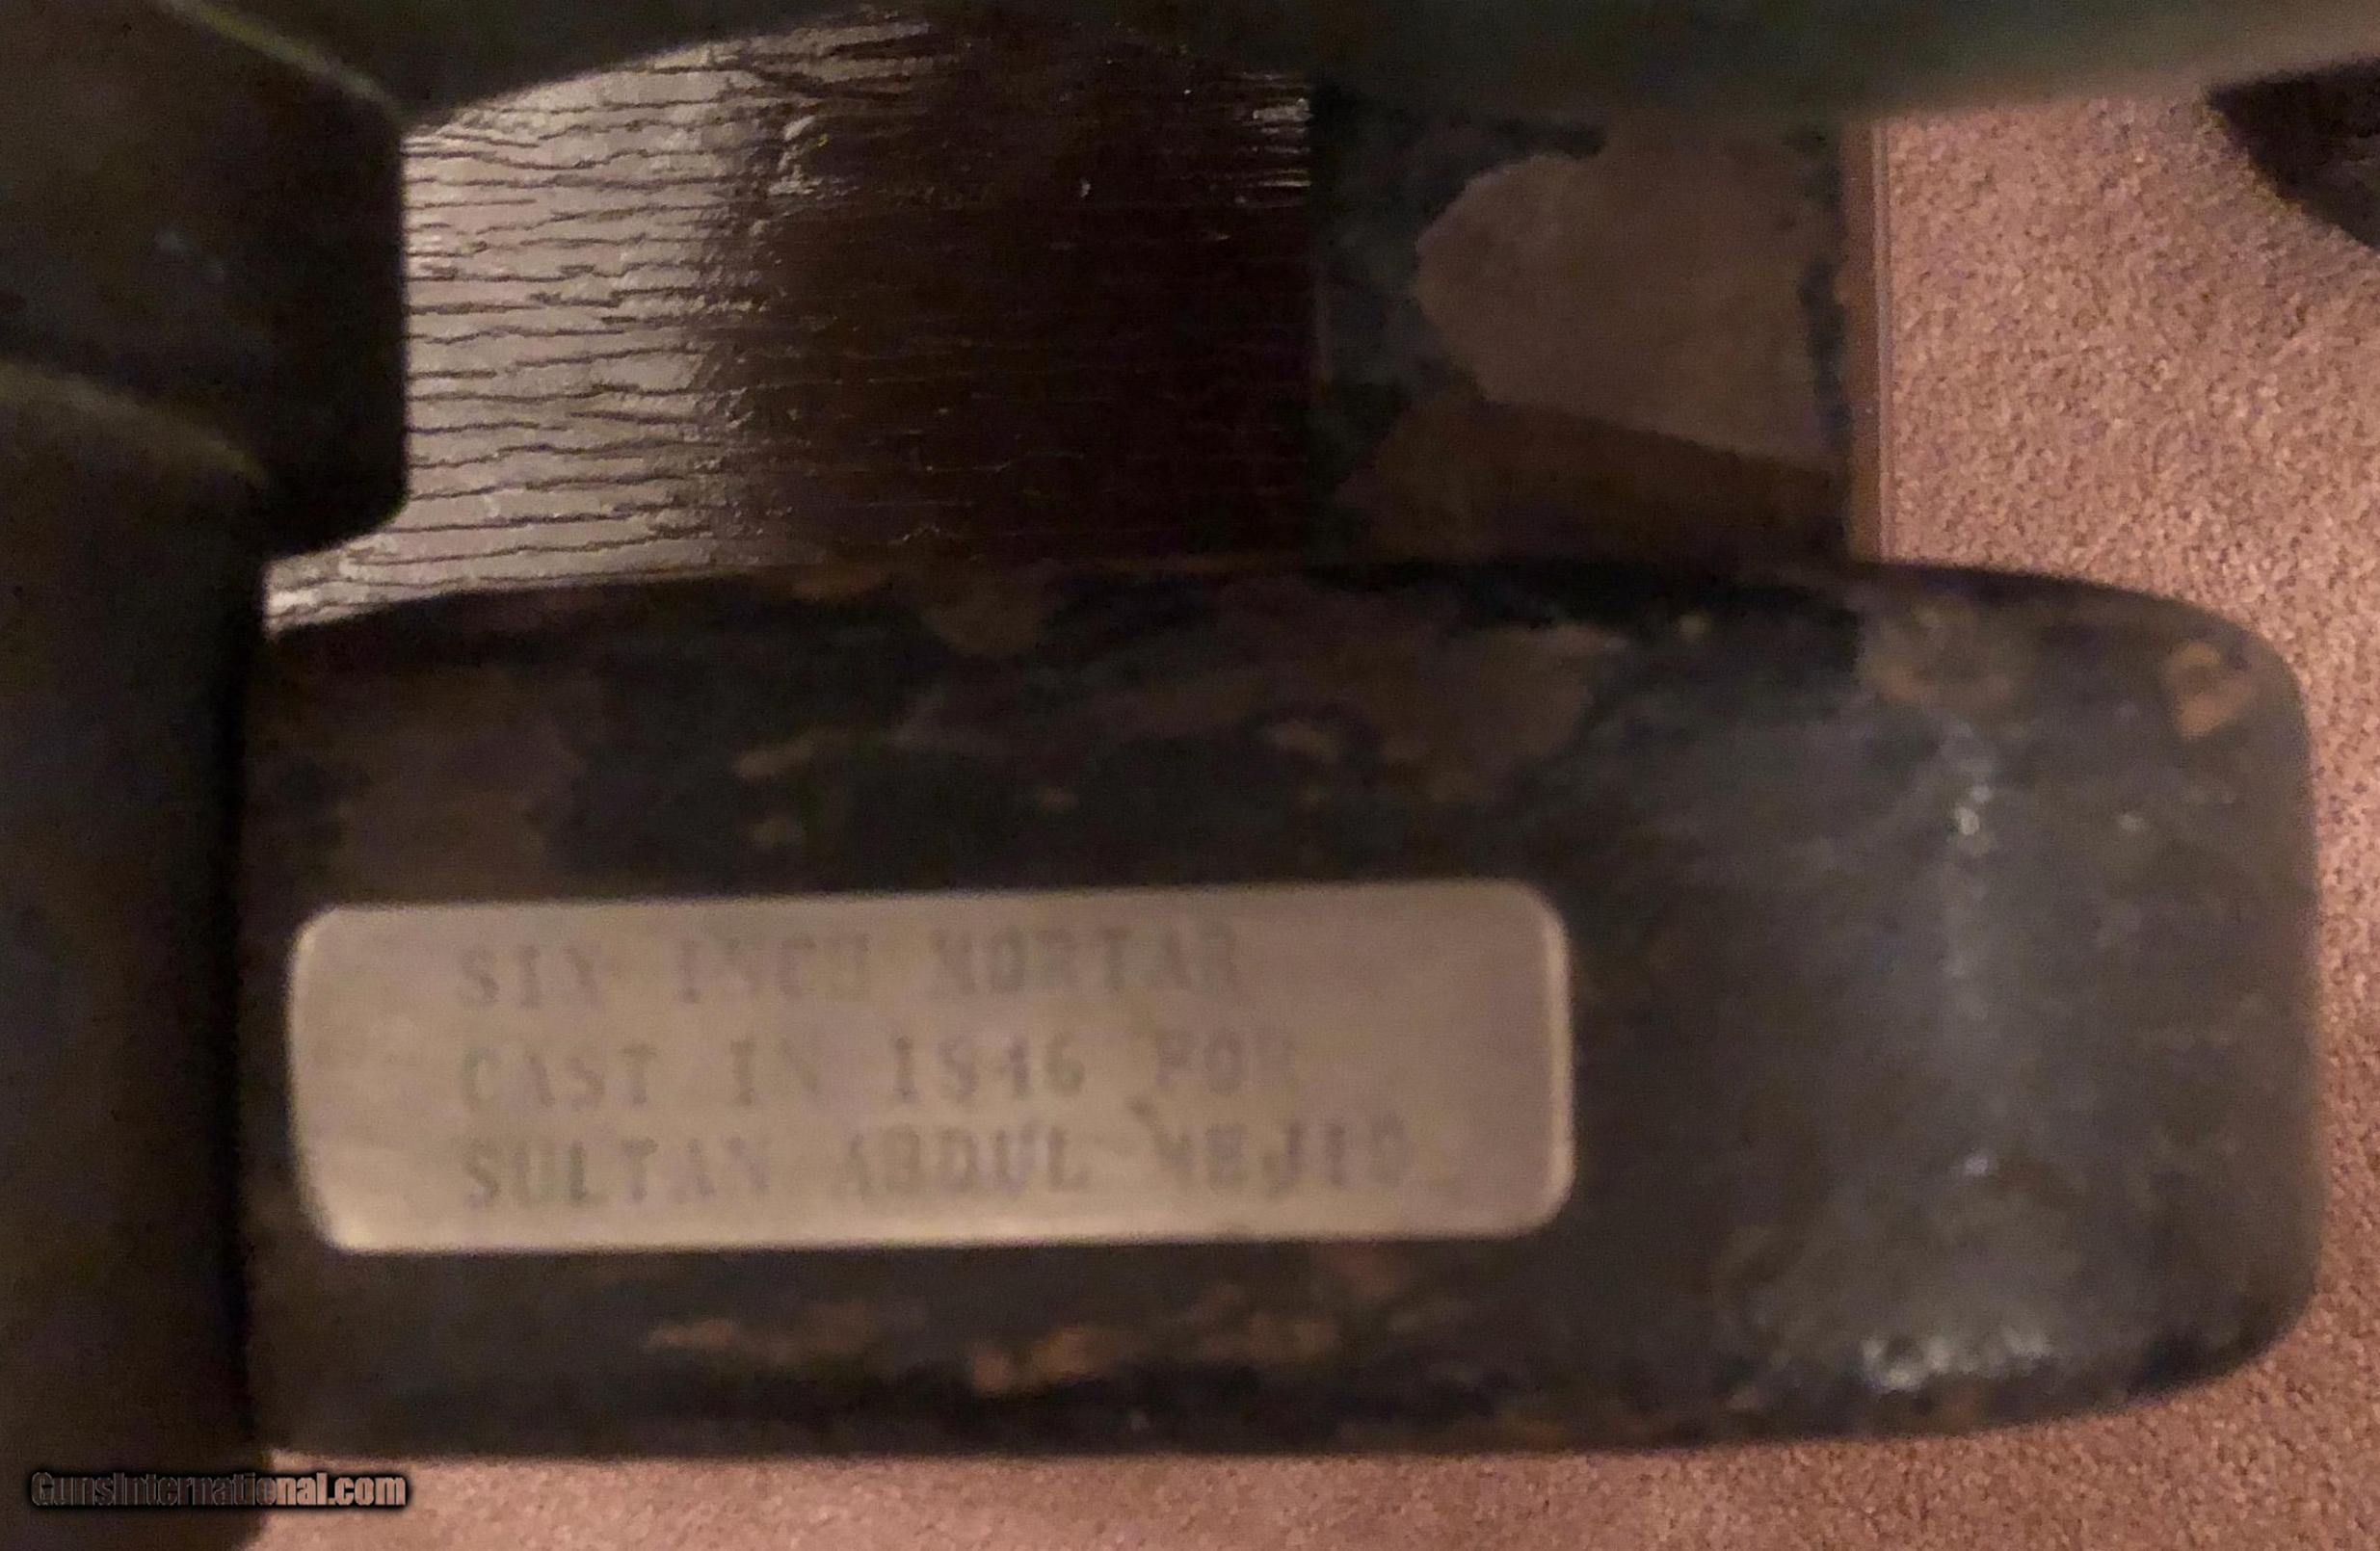 SIX INCH MORTAR
CAST IN 1846 FOR
SULTAN ABDUL MEJID
GunsInternational.com